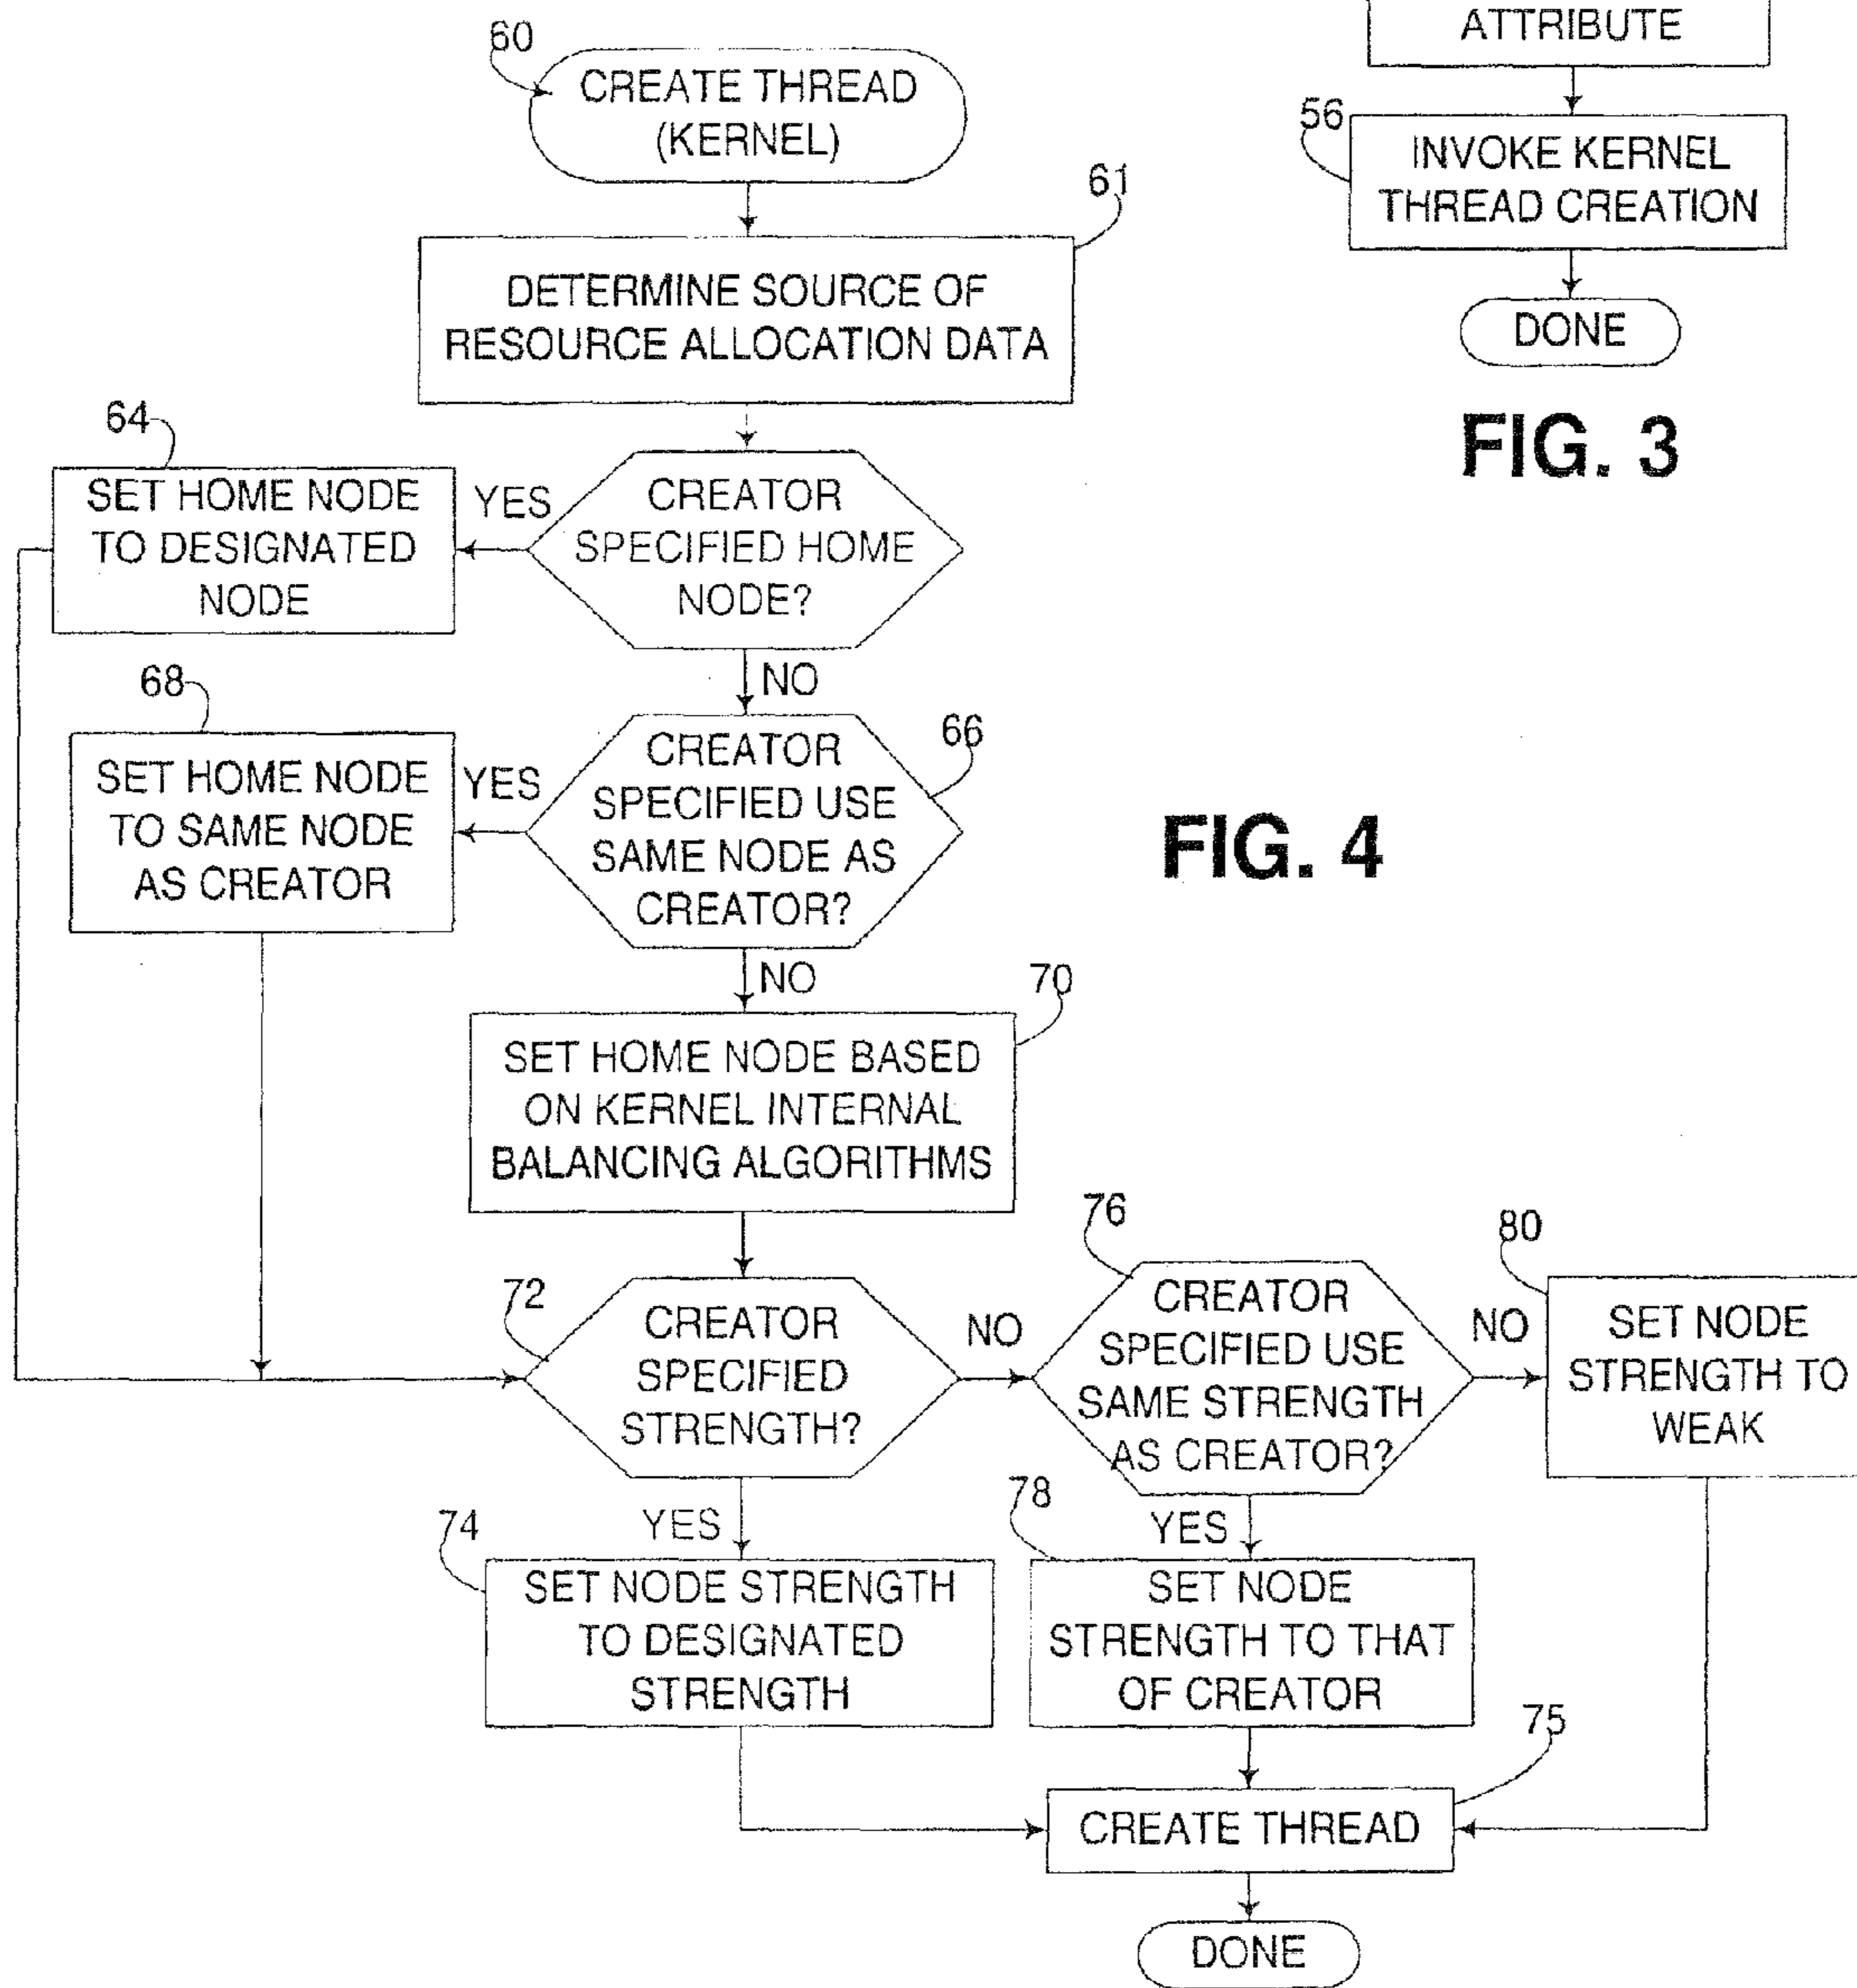 60
CREATE THREAD
(KERNEL)
61
DETERMINE SOURCE OF
RESOURCE ALLOCATION DATA
64
SET HOME NODE
TO DESIGNATED
NODE
YES
CREATOR
SPECIFIED HOME
NODE?
NO
68
SET HOME NODE
TO SAME NODE
AS CREATOR
YES
66
CREATOR
SPECIFIED USE
SAME NODE AS
CREATOR?
NO
70
SET HOME NODE BASED
ON KERNEL INTERNAL
BALANCING ALGORITHMS
72
CREATOR
SPECIFIED
STRENGTH?
NO
76
CREATOR
SPECIFIED USE
SAME STRENGTH
AS CREATOR?
NO
80
SET NODE
STRENGTH TO
WEAK
YES
74
SET NODE STRENGTH
TO DESIGNATED
STRENGTH
YES
78
SET NODE
STRENGTH TO THAT
OF CREATOR
75
CREATE THREAD
DONE
FIG. 4
ATTRIBUTE
56
INVOKE KERNEL
THREAD CREATION
DONE
FIG. 3